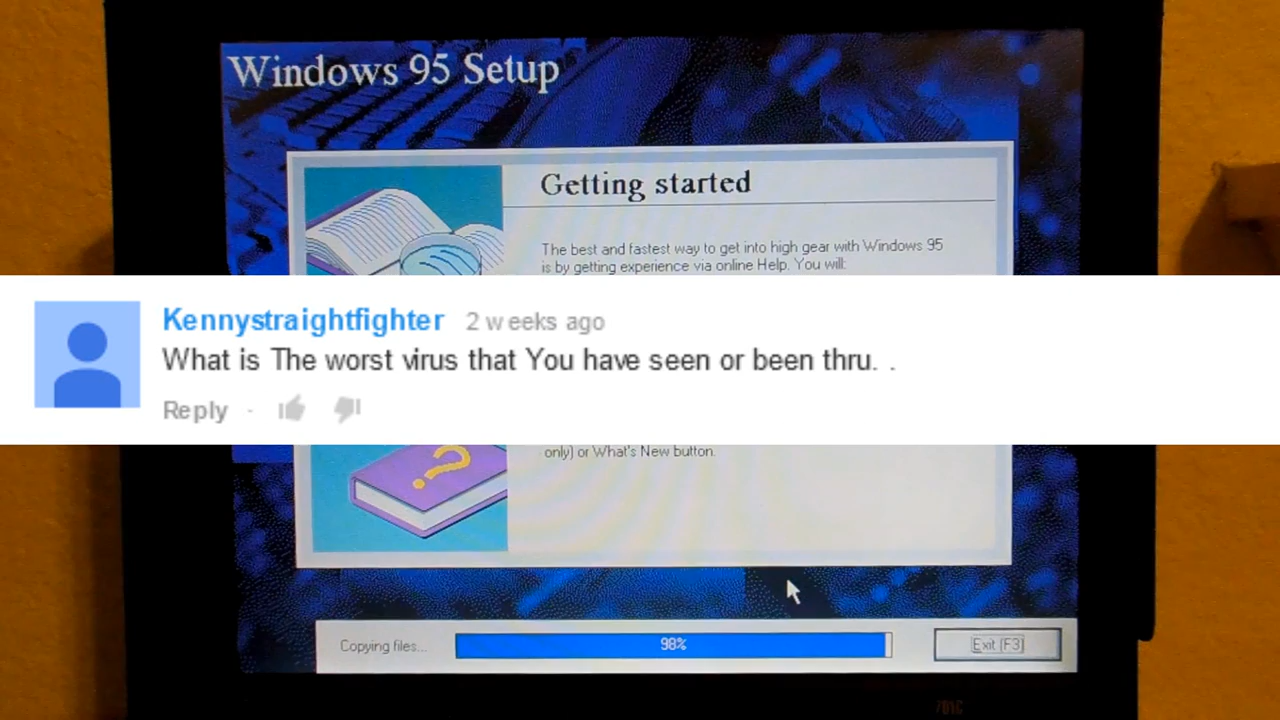 Windows 95 Setup
Getting started
The best and fastest way to get into high gear with Windows 95
is by getting experience via online Help. You will:
Kennystraightfighter 2 weeks ago
What is The worst virus that You have seen or been thru. .
Reply ·
only) or What's New button.
Copying files... 98% Exit (F3)